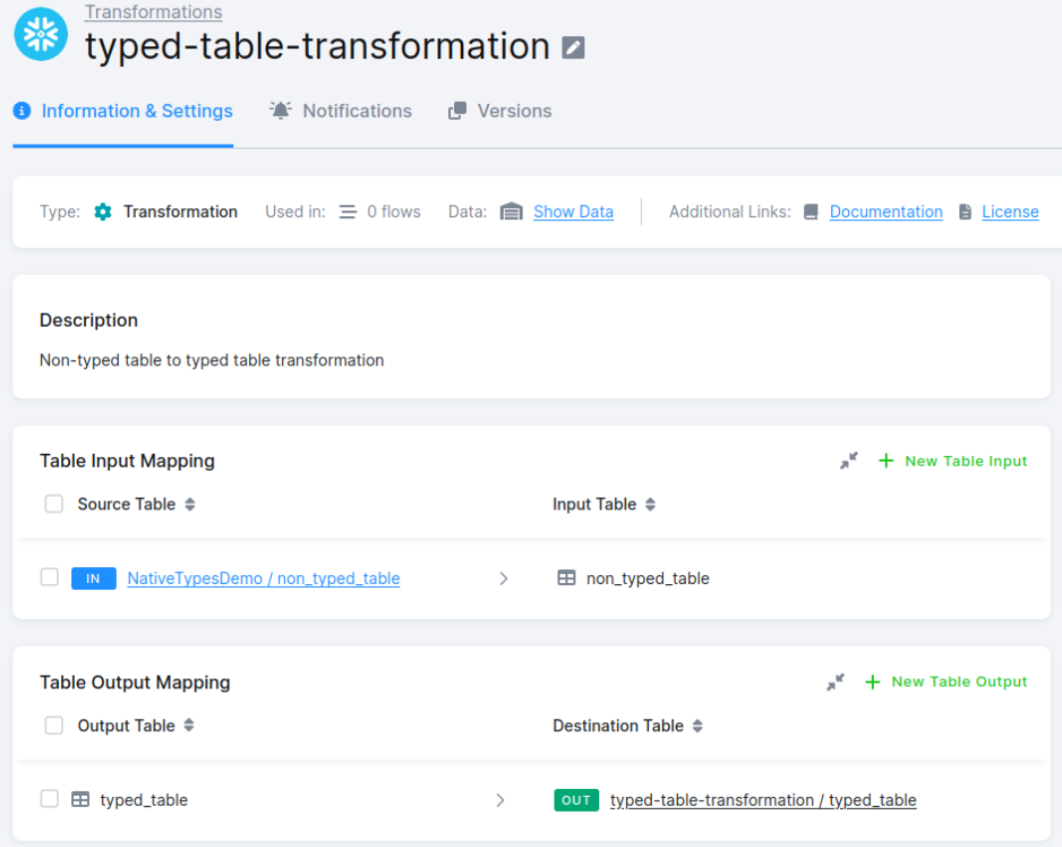 Transformations
typed-table-transformation
Information & Settings Notifications Versions
Type: Transformation Used in: 0 flows Data: Show Data Additional Links: Documentation License
Description
Non-typed table to typed table transformation
Table Input Mapping New Table Input
Source Table Input Table
IN NativeTypesDemo / non_typed_table non_typed_table
Table Output Mapping New Table Output
Output Table Destination Table
typed_table OUT typed-table-transformation / typed_table